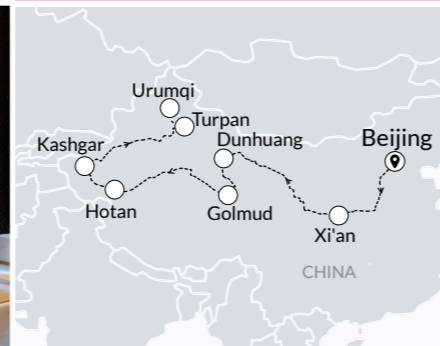 Urumqi
Turpan
Kashgar
Dunhuang
Beijing
Hotan
Golmud
Xi'an
CHINA